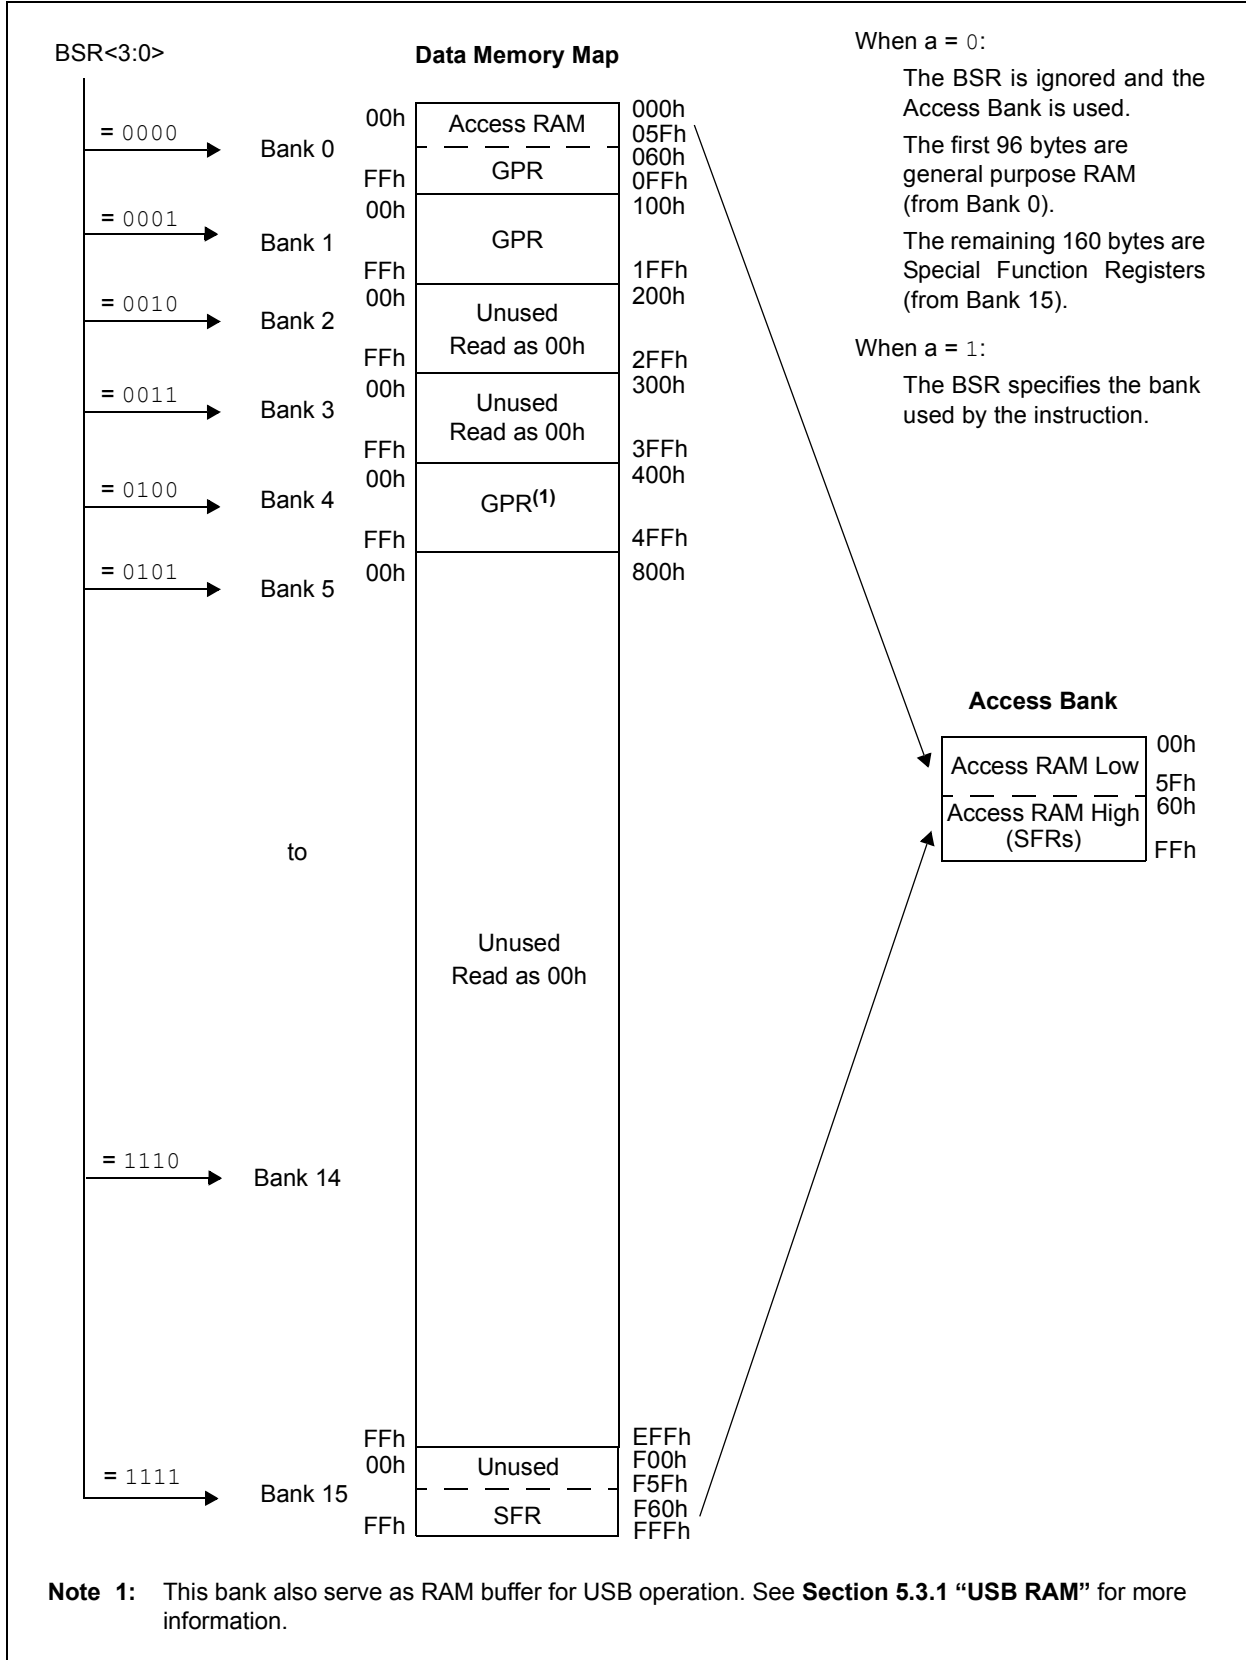 BSR<3:0>
Data Memory Map
When a = 0:
The BSR is ignored and the
Access Bank is used.
The first 96 bytes are
general purpose RAM
(from Bank 0).
The remaining 160 bytes are
Special Function Registers
(from Bank 15).
When a = 1:
The BSR specifies the bank
used by the instruction.
= 0000
Bank 0
00h
Access RAM
000h
05Fh
060h
GPR
FFh
0FFh
= 0001
Bank 1
00h
100h
GPR
FFh
1FFh
= 0010
Bank 2
00h
200h
Unused
Read as 00h
FFh
2FFh
= 0011
Bank 3
00h
300h
Unused
Read as 00h
FFh
3FFh
= 0100
Bank 4
00h
400h
GPR(1)
FFh
4FFh
= 0101
Bank 5
00h
800h
to
Unused
Read as 00h
= 1110
Bank 14
FFh
EFFh
= 1111
Bank 15
00h
F00h
Unused
F5Fh
F60h
SFR
FFh
FFFh
Access Bank
00h
Access RAM Low
5Fh
60h
Access RAM High
(SFRs)
FFh
Note 1: This bank also serve as RAM buffer for USB operation. See Section 5.3.1 “USB RAM” for more
information.